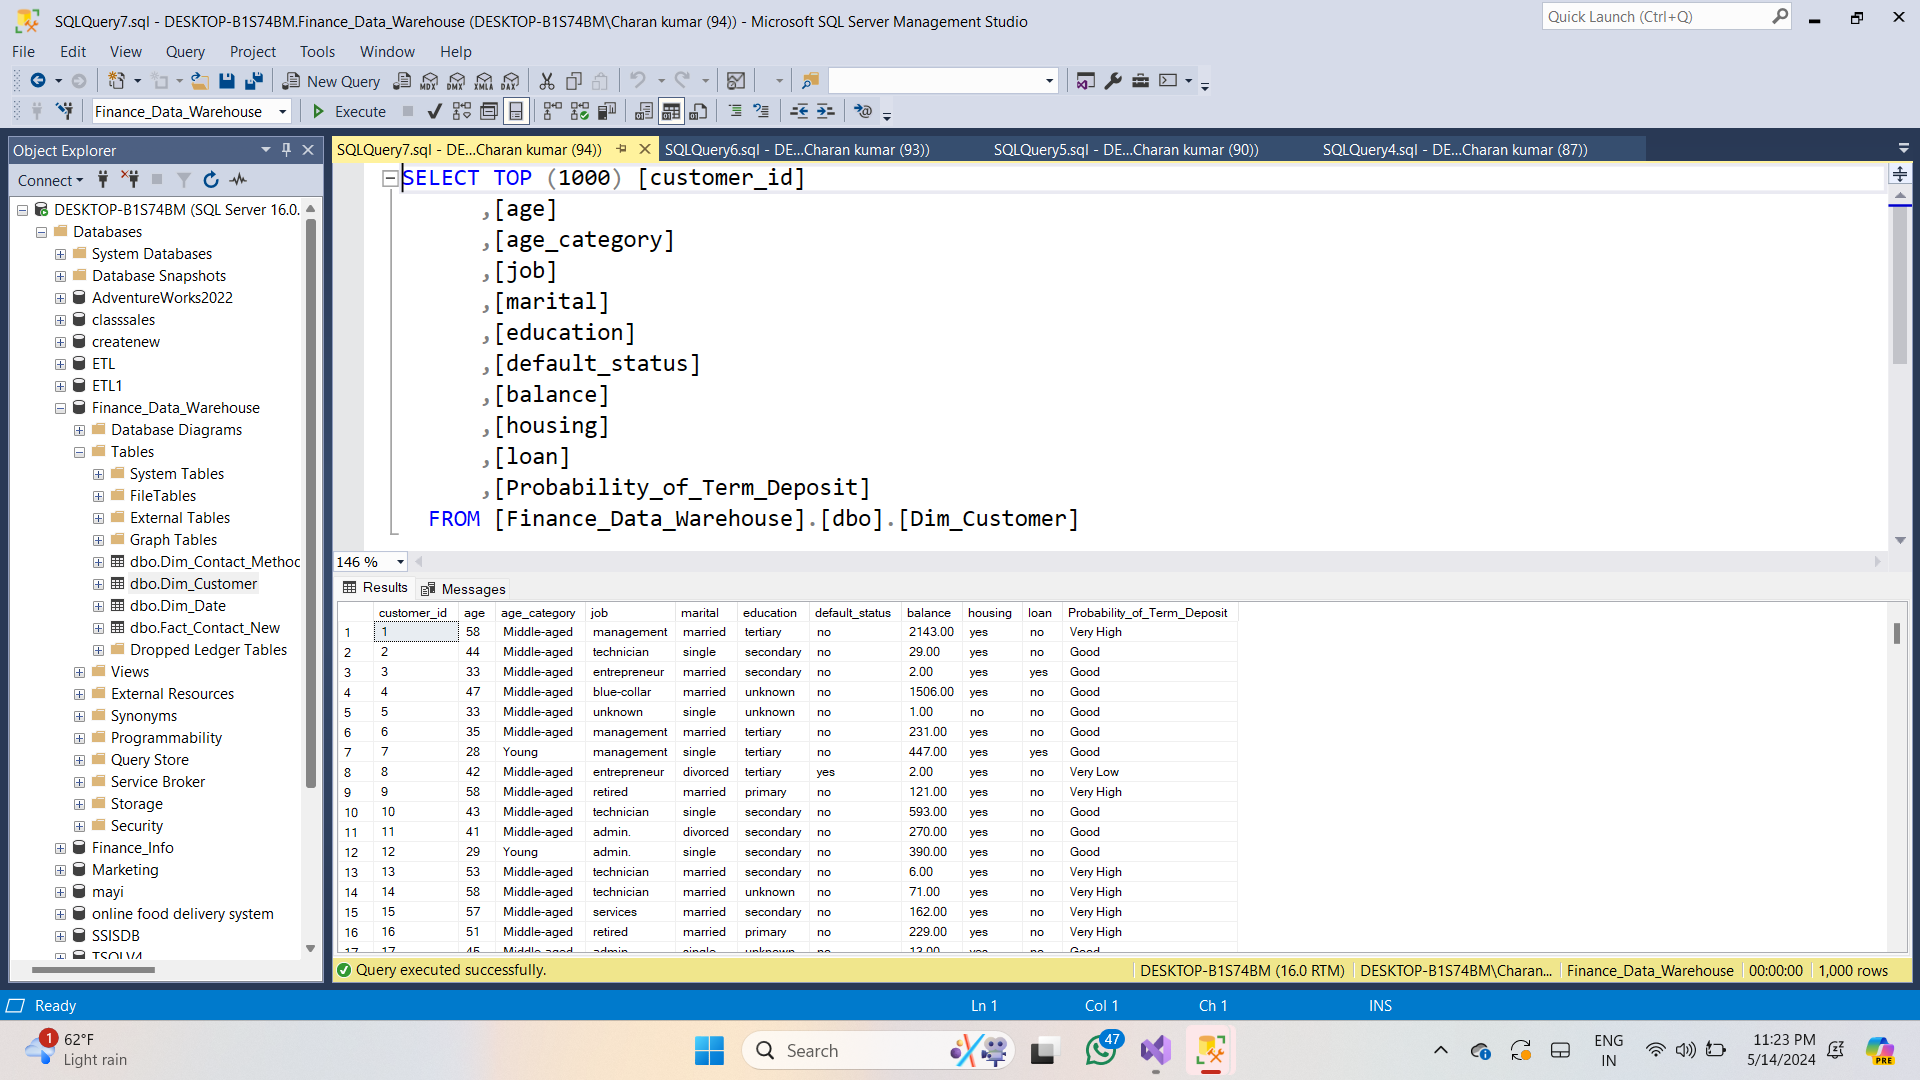 SQLQuery7.sql - DESKTOP-B1S74BM.Finance_Data_Warehouse (DESKTOP-B1S74BM\Charan kumar (94)) - Microsoft SQL Server Management Studio
Quick Launch (Ctrl+Q)
File Edit View Query Project Tools Window Help
New Query MDX DMX XMLA DAX
Finance_Data_Warehouse Execute
Object Explorer
Connect
DESKTOP-B1S74BM (SQL Server 16.0.
Databases
System Databases
Database Snapshots
AdventureWorks2022
classsales
createnew
ETL
ETL1
Finance_Data_Warehouse
Database Diagrams
Tables
System Tables
FileTables
External Tables
Graph Tables
dbo.Dim_Contact_Methoc
dbo.Dim_Customer
dbo.Dim_Date
dbo.Fact_Contact_New
Dropped Ledger Tables
Views
External Resources
Synonyms
Programmability
Query Store
Service Broker
Storage
Security
Finance_Info
Marketing
mayi
online food delivery system
SSISDB
TSQLV4
SQLQuery7.sql - DE...Charan kumar (94)) SQLQuery6.sql - DE...Charan kumar (93)) SQLQuery5.sql - DE...Charan kumar (90)) SQLQuery4.sql - DE...Charan kumar (87))
SELECT TOP (1000) [customer_id]
,[age]
,[age_category]
,[job]
,[marital]
,[education]
,[default_status]
,[balance]
,[housing]
,[loan]
,[Probability_of_Term_Deposit]
FROM [Finance_Data_Warehouse].[dbo].[Dim_Customer]
146 %
Results Messages
customer_id age age_category job marital education default_status balance housing loan Probability_of_Term_Deposit
1 1 58 Middle-aged management married tertiary no 2143.00 yes no Very High
2 2 44 Middle-aged technician single secondary no 29.00 yes no Good
3 3 33 Middle-aged entrepreneur married secondary no 2.00 yes yes Good
4 4 47 Middle-aged blue-collar married unknown no 1506.00 yes no Good
5 5 33 Middle-aged unknown single unknown no 1.00 no no Good
6 6 35 Middle-aged management married tertiary no 231.00 yes no Good
7 7 28 Young management single tertiary no 447.00 yes yes Good
8 8 42 Middle-aged entrepreneur divorced tertiary yes 2.00 yes no Very Low
9 9 58 Middle-aged retired married primary no 121.00 yes no Very High
10 10 43 Middle-aged technician single secondary no 593.00 yes no Good
11 11 41 Middle-aged admin. divorced secondary no 270.00 yes no Good
12 12 29 Young admin. single secondary no 390.00 yes no Good
13 13 53 Middle-aged technician married secondary no 6.00 yes no Very High
14 14 58 Middle-aged technician married unknown no 71.00 yes no Very High
15 15 57 Middle-aged services married secondary no 162.00 yes no Very High
16 16 51 Middle-aged retired married primary no 229.00 yes no Very High
17 17 45 Middle-aged admin. single unknown no 13.00 yes no Good
Query executed successfully. DESKTOP-B1S74BM (16.0 RTM) DESKTOP-B1S74BM\Charan... Finance_Data_Warehouse 00:00:00 1,000 rows
Ready Ln 1 Col 1 Ch 1 INS
1 62°F
Light rain
Search
47
ENG
IN
11:23 PM
5/14/2024
PRE